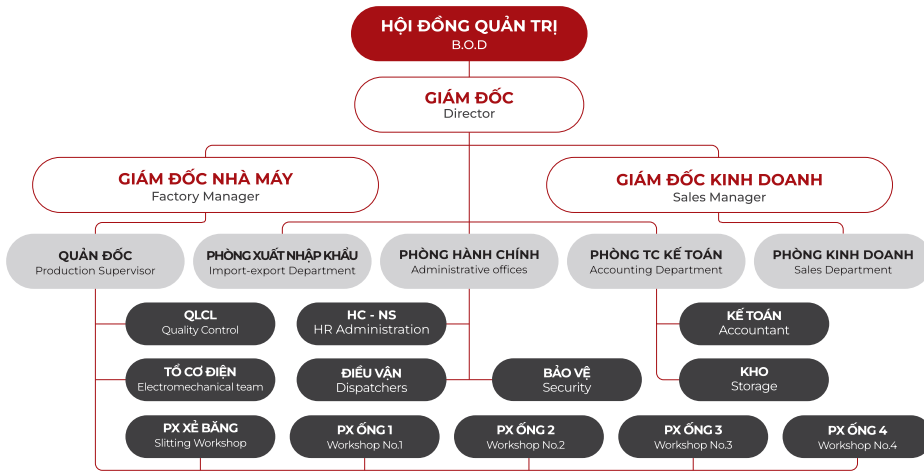 HỘI ĐỒNG QUẢN TRỊ
B.O.D
GIÁM ĐỐC
Director
GIÁM ĐỐC NHÀ MÁY
Factory Manager
GIÁM ĐỐC KINH DOANH
Sales Manager
QUẢN ĐỐC
Production Supervisor
PHÒNG XUẤT NHẬP KHẨU
Import-export Department
PHÒNG HÀNH CHÍNH
Administrative offices
PHÒNG TC KẾ TOÁN
Accounting Department
PHÒNG KINH DOANH
Sales Department
QLCL
Quality Control
HC - NS
HR Administration
KẾ TOÁN
Accountant
TỔ CƠ ĐIỆN
Electromechanical team
ĐIỀU VẬN
Dispatchers
BẢO VỆ
Security
KHO
Storage
PX XẺ BĂNG
Slitting Workshop
PX ỐNG 1
Workshop No.1
PX ỐNG 2
Workshop No.2
PX ỐNG 3
Workshop No.3
PX ỐNG 4
Workshop No.4